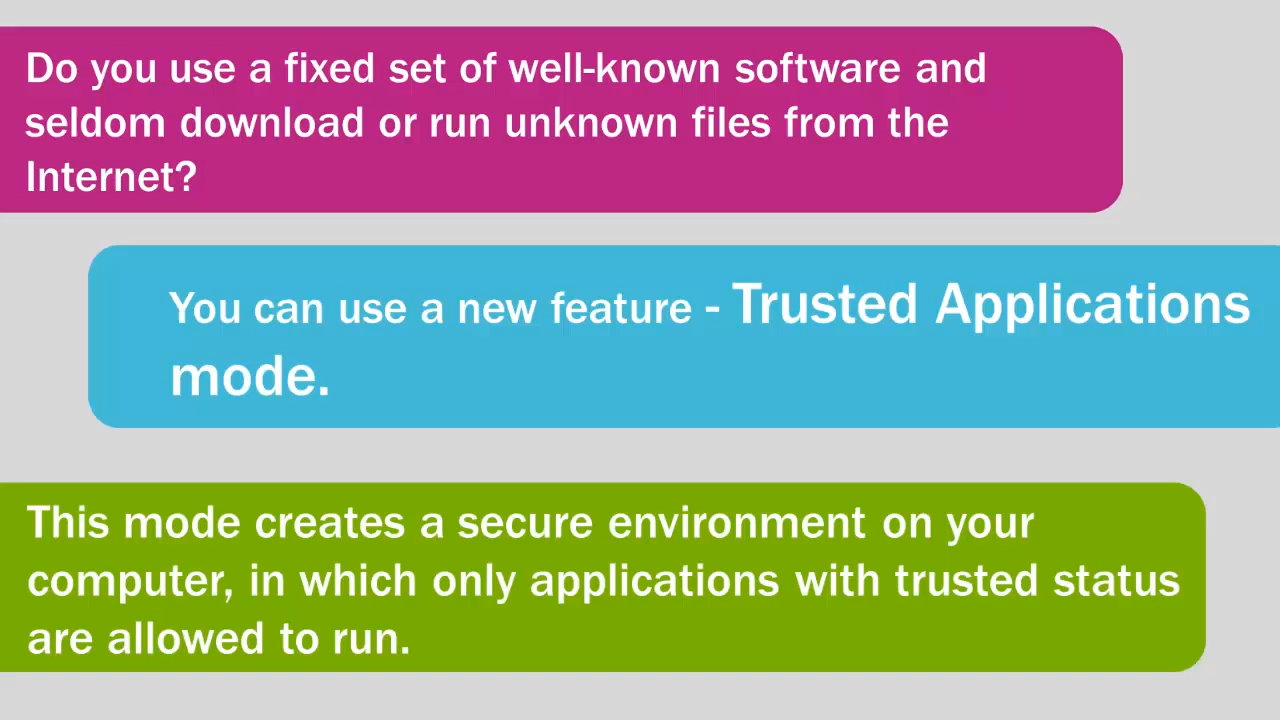 Do you use a fixed set of well-known software and
seldom download or run unknown files from the
Internet?
You can use a new feature - Trusted Applications
mode.
This mode creates a secure environment on your
computer, in which only applications with trusted status
are allowed to run.